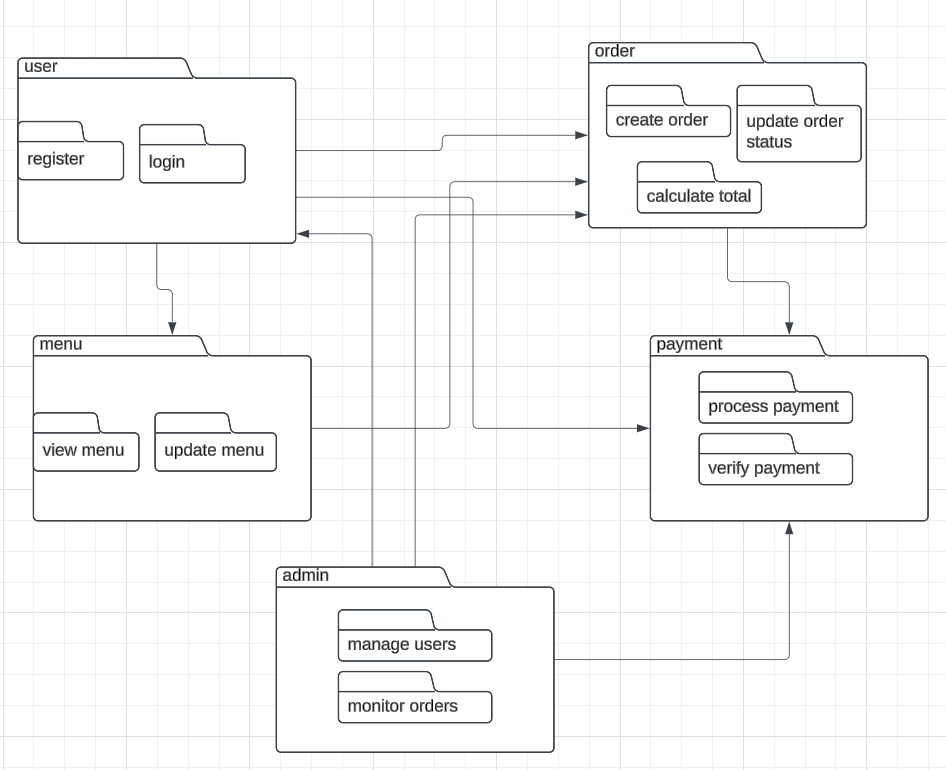 user
register
login
order
create order
update order
status
calculate total
menu
view menu
update menu
payment
process payment
verify payment
admin
manage users
monitor orders